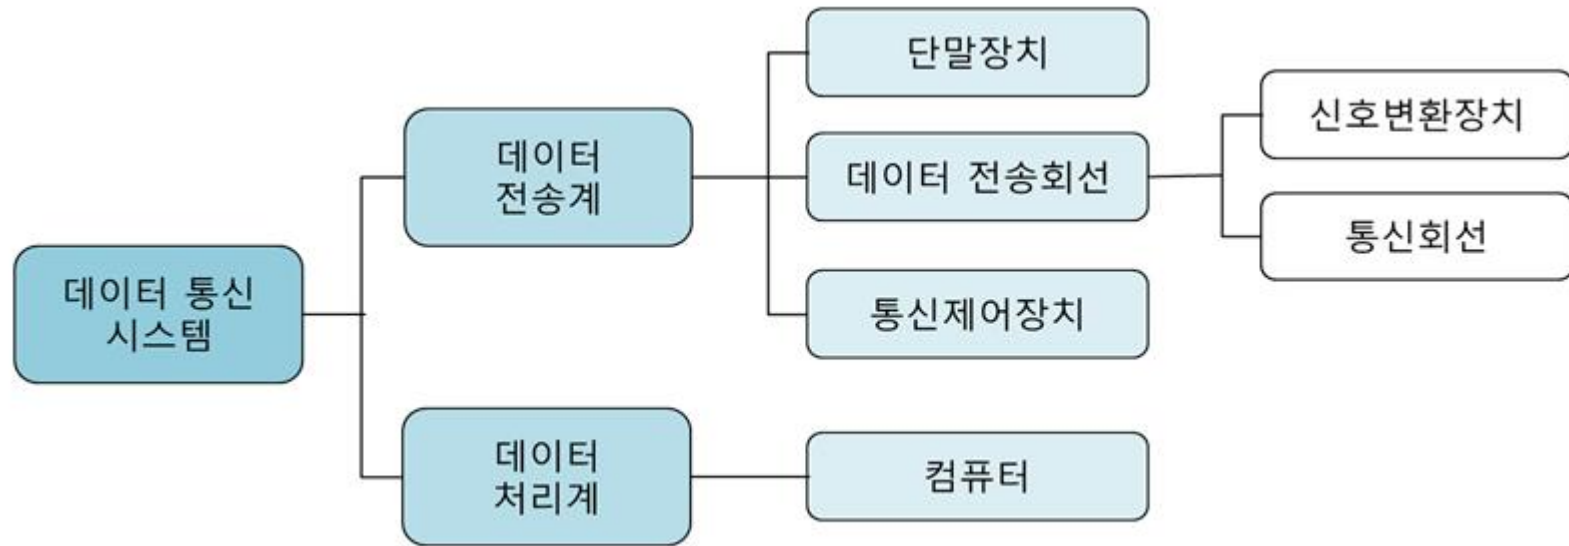 데이터 통신
시스템
데이터
전송계
데이터
처리계
단말장치
데이터 전송회선
통신제어장치
컴퓨터
신호변환장치
통신회선